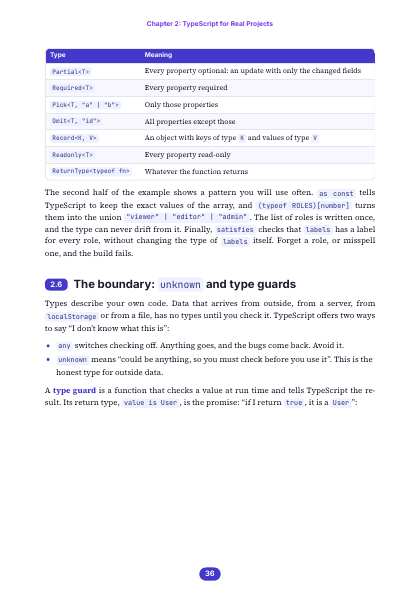 Chapter 2: TypeScript for Real Projects
Type Meaning
Partial<T> Every property optional: an update with only the changed fields
Required<T> Every property required
Pick<T, "a" | "b"> Only those properties
Omit<T, "id"> All properties except those
Record<K, V> An object with keys of type K and values of type V
Readonly<T> Every property read-only
ReturnType<typeof fn> Whatever the function returns
The second half of the example shows a pattern you will use often. as const tells
TypeScript to keep the exact values of the array, and (typeof ROLES)[number] turns
them into the union "viewer" | "editor" | "admin". The list of roles is written once,
and the type can never drift from it. Finally, satisfies checks that labels has a label
for every role, without changing the type of labels itself. Forget a role, or misspell
one, and the build fails.
2.6 The boundary: unknown and type guards
Types describe your own code. Data that arrives from outside, from a server, from
localStorage or from a file, has no types until you check it. TypeScript offers two ways
to say “I don’t know what this is”:
• any switches checking off. Anything goes, and the bugs come back. Avoid it.
• unknown means “could be anything, so you must check before you use it”. This is the
honest type for outside data.
A type guard is a function that checks a value at run time and tells TypeScript the re-
sult. Its return type, value is User, is the promise: “if I return true, it is a User”:
36